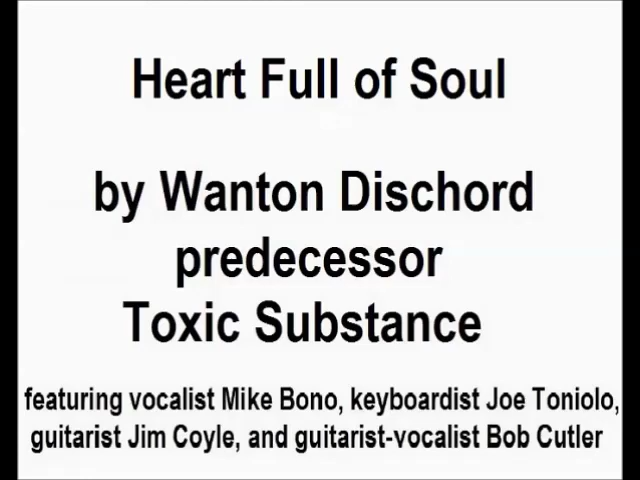 Heart Full of Soul
by Wanton Dischord
predecessor
Toxic Substance
featuring vocalist Mike Bono, keyboardist Joe Toniolo,
guitarist Jim Coyle, and guitarist-vocalist Bob Cutler